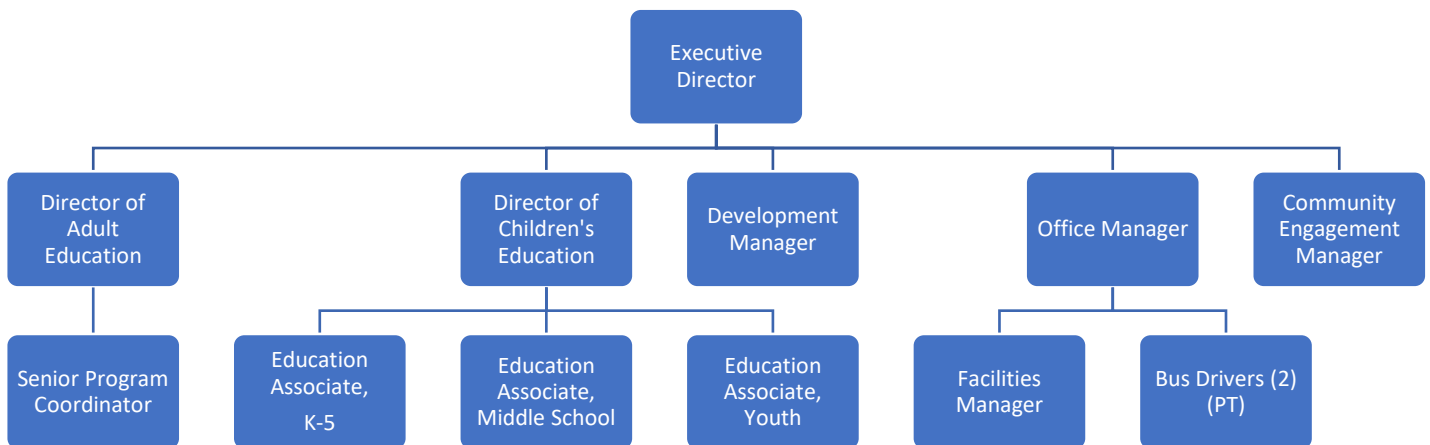 Executive
Director
Director of
Adult
Education
Director of
Children's
Education
Development
Manager
Office Manager
Community
Engagement
Manager
Senior Program
Coordinator
Education
Associate,
K-5
Education
Associate,
Middle School
Education
Associate,
Youth
Facilities
Manager
Bus Drivers (2)
(PT)